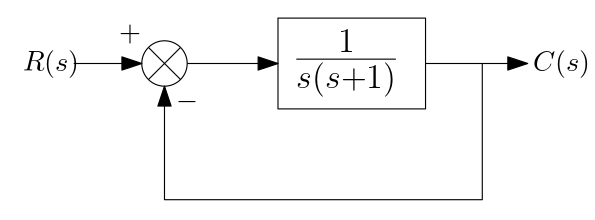 +
R(s)
1
s(s+1)
C(s)
−